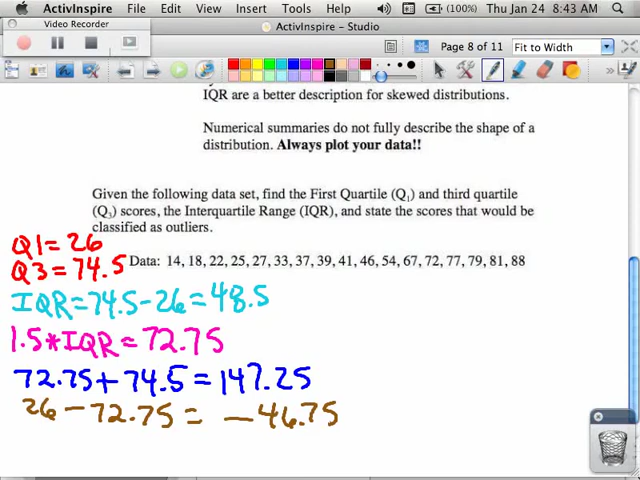 ActivInspire File Edit View Insert Tools Help (100%) Thu Jan 24 8:43 AM
Video Recorder
ActivInspire - Studio
Page 8 of 11 Fit to Width
IQR are a better description for skewed distributions.
Numerical summaries do not fully describe the shape of a
distribution. Always plot your data!!
Given the following data set, find the First Quartile (Q₁) and third quartile
(Q₃) scores, the Interquartile Range (IQR), and state the scores that would be
classified as outliers.
Q1=26
Q3=74.5
Data: 14, 18, 22, 25, 27, 33, 37, 39, 41, 46, 54, 67, 72, 77, 79, 81, 88
IQR=74.5-26=48.5
1.5*IQR=72.75
72.75+74.5=147.25
26-72.75= -46.75